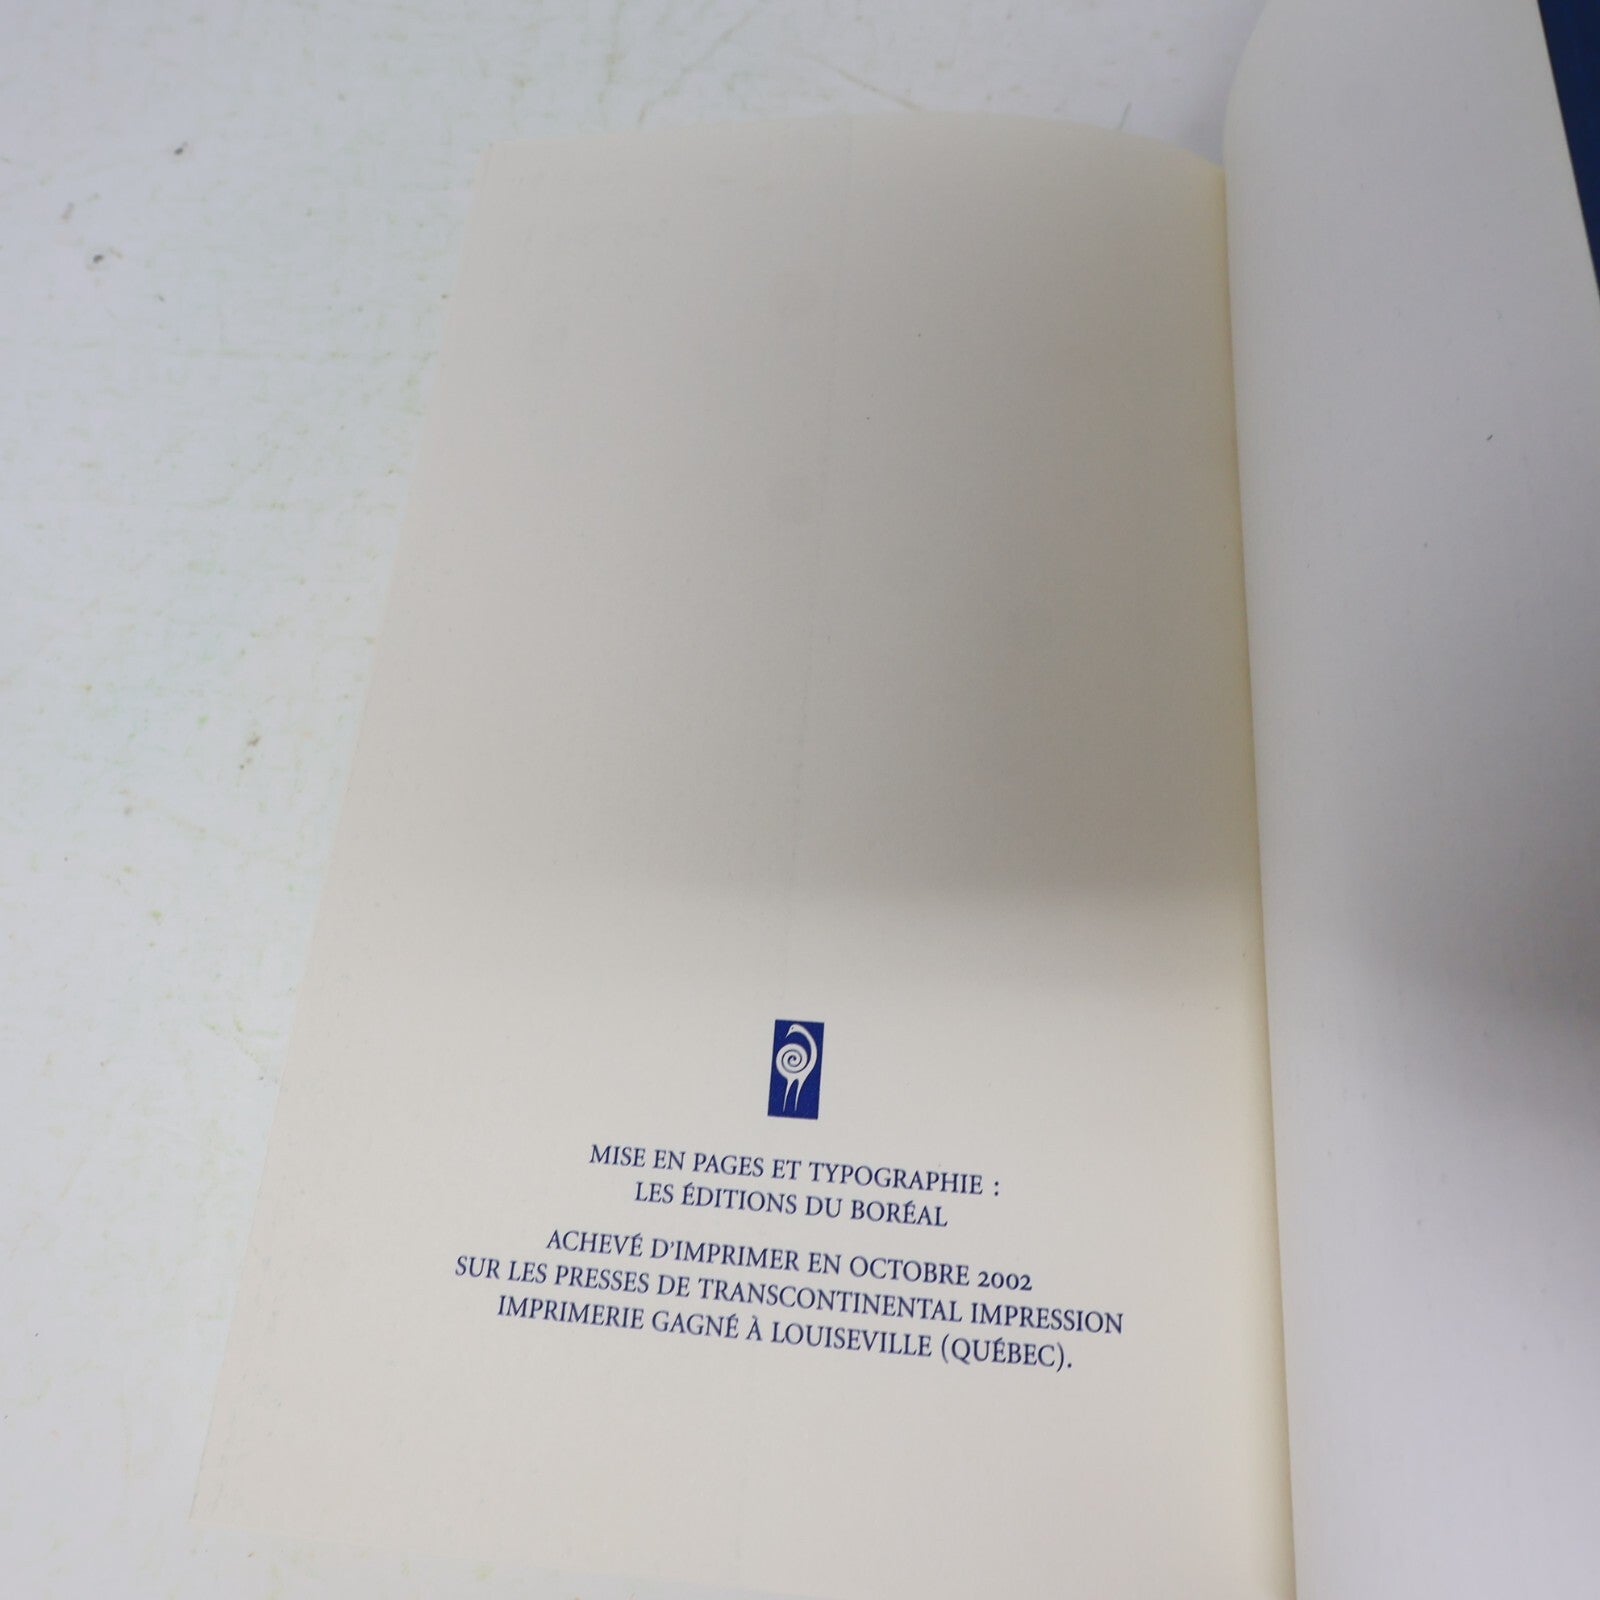 MISE EN PAGES ET TYPOGRAPHIE :
LES ÉDITIONS DU BORÉAL
ACHEVÉ D'IMPRIMER EN OCTOBRE 2002
SUR LES PRESSES DE TRANSCONTINENTAL IMPRESSION
IMPRIMERIE GAGNÉ À LOUISEVILLE (QUÉBEC).